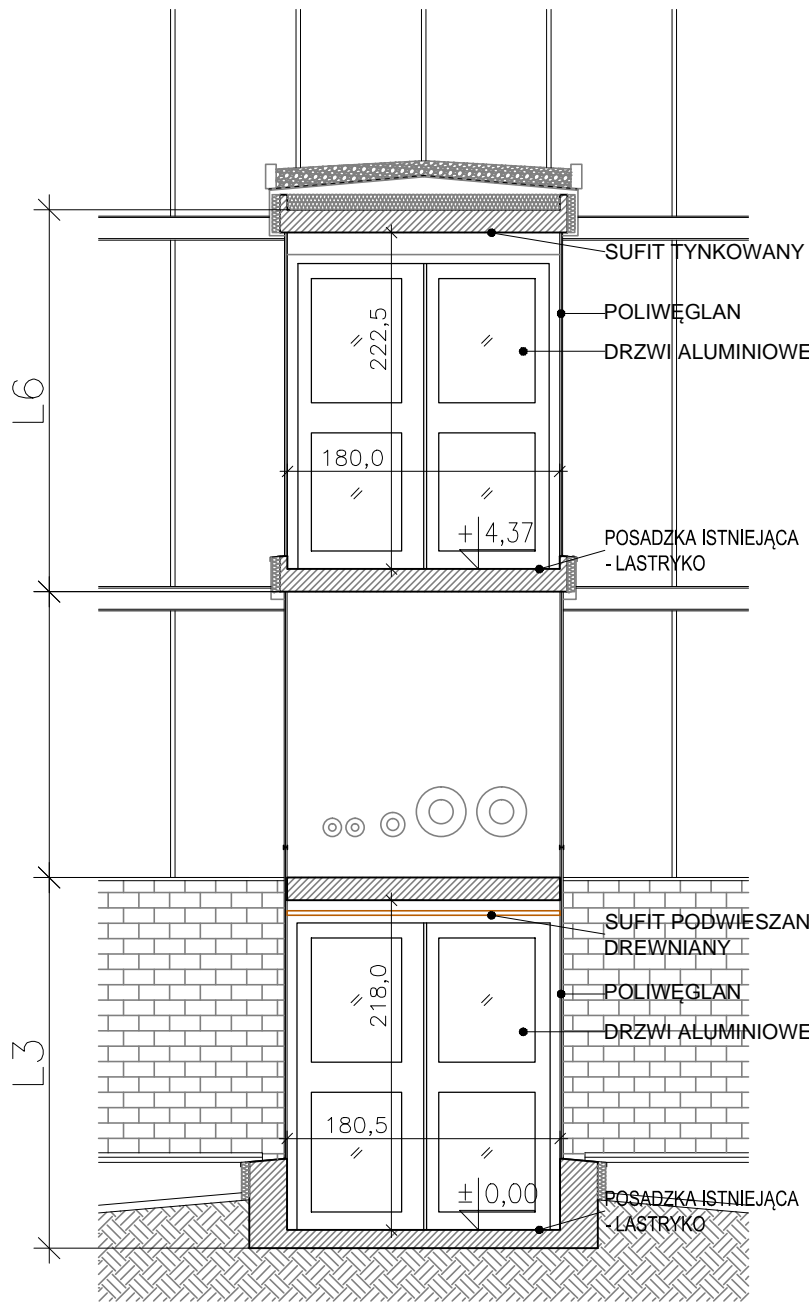 SUFIT TYNKOWANY
POLIWĘGLAN
DRZWI ALUMINIOWE
222,5
L6
180,0
+ 4,37
POSADZKA ISTNIEJĄCA
- LASTRYKO
SUFIT PODWIESZAN
DREWNIANY
POLIWĘGLAN
218,0
DRZWI ALUMINIOWE
L3
180,5
± 0,00
POSADZKA ISTNIEJĄCA
- LASTRYKO